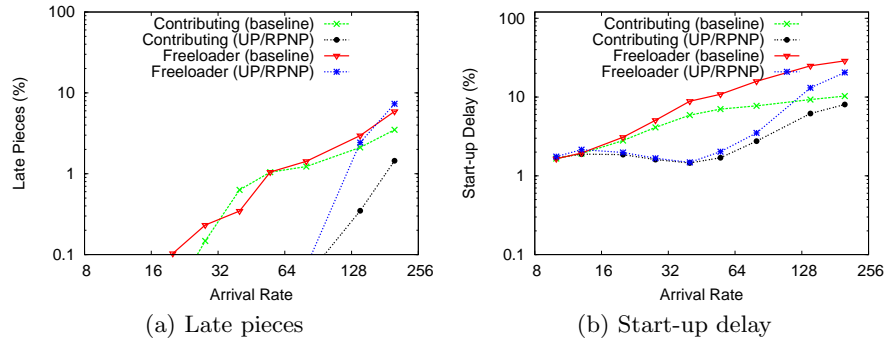 100
10
1
0.1
Late Pieces (%)
Contributing (baseline)
Contributing (UP/RPNP)
Freeloader (baseline)
Freeloader (UP/RPNP)
8 16 32 64 128 256
Arrival Rate
(a) Late pieces
100
10
1
0.1
Start-up Delay (%)
Contributing (baseline)
Contributing (UP/RPNP)
Freeloader (baseline)
Freeloader (UP/RPNP)
8 16 32 64 128 256
Arrival Rate
(b) Start-up delay